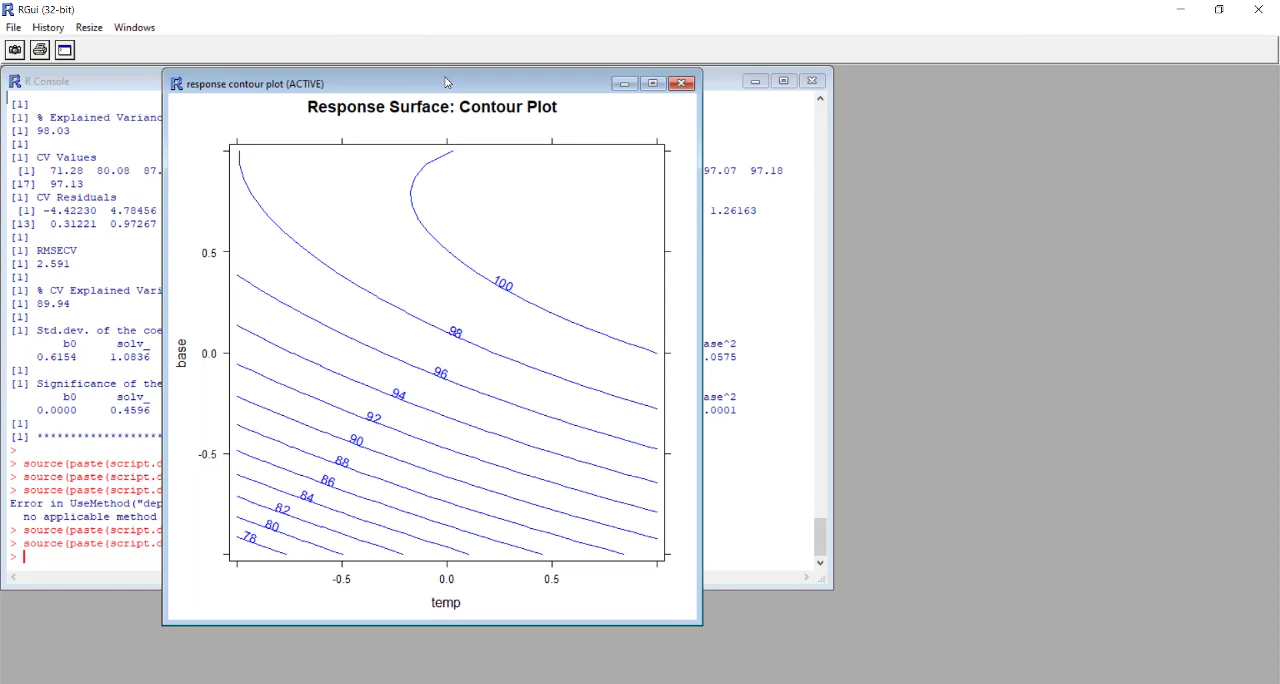 RGui (32-bit)
File History Resize Windows
R Console
[1]
[1] % Explained Varianc
[1] 98.03
[1]
[1] CV Values
[1] 71.28 80.08 87. 97.07 97.18
[17] 97.13
[1] CV Residuals
[1] -4.42230 4.78456 1.26163
[13] 0.31221 0.97267
[1]
[1] RMSECV
[1] 2.591
[1]
[1] % CV Explained Vari
[1] 89.94
[1]
[1] Std.dev. of the coe
b0 solv_ ase^2
0.6154 1.0836 .0575
[1]
[1] Significance of the
b0 solv_ ase^2
0.0000 0.4596 .0001
[1]
[1] *********************
>
> source(paste(script.d
> source(paste(script.d
> source(paste(script.d
Error in UseMethod("dep
no applicable method
> source(paste(script.d
> source(paste(script.d
>
response contour plot (ACTIVE)
Response Surface: Contour Plot
100
98
96
94
92
90
88
86
84
82
80
78
0.5
0.0
-0.5
base
-0.5 0.0 0.5
temp